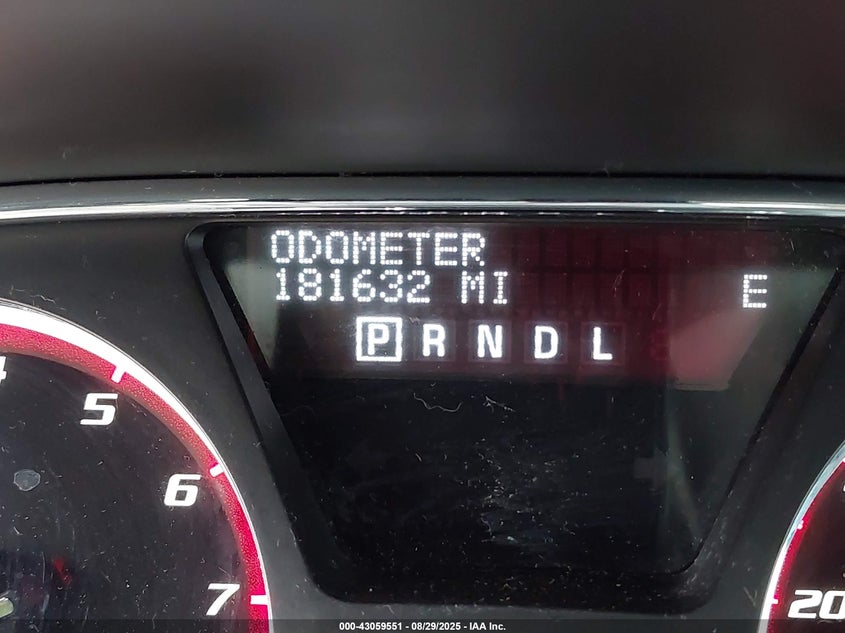 ODOMETER
181632 MI E
P R N D L
5
6
7
20
000-43059551 - 08/29/2025 - IAA Inc.